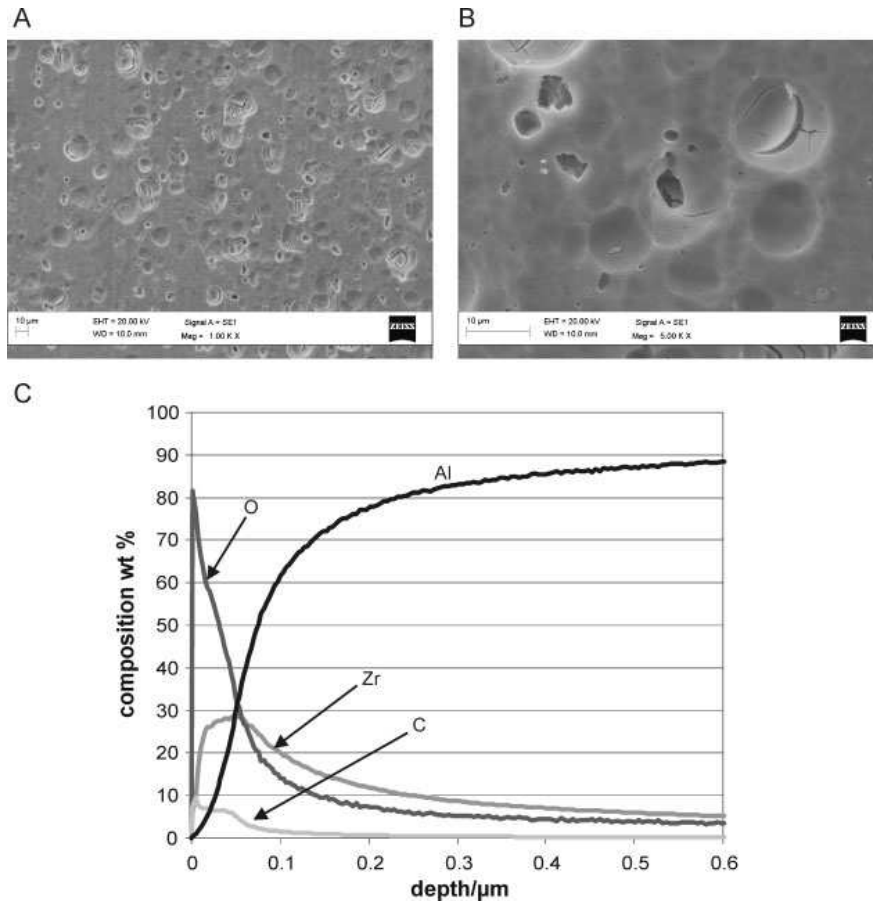 A
B
10 µm
EHT = 20.00 kV
WD = 10.0 mm
Signal A = SE1
Mag = 1.00 K X
ZEISS
10 µm
EHT = 20.00 kV
WD = 10.0 mm
Signal A = SE1
Mag = 5.00 K X
ZEISS
C
composition wt %
100
90
80
70
60
50
40
30
20
10
0
Al
O
Zr
C
0
0.1
0.2
0.3
0.4
0.5
0.6
depth/µm